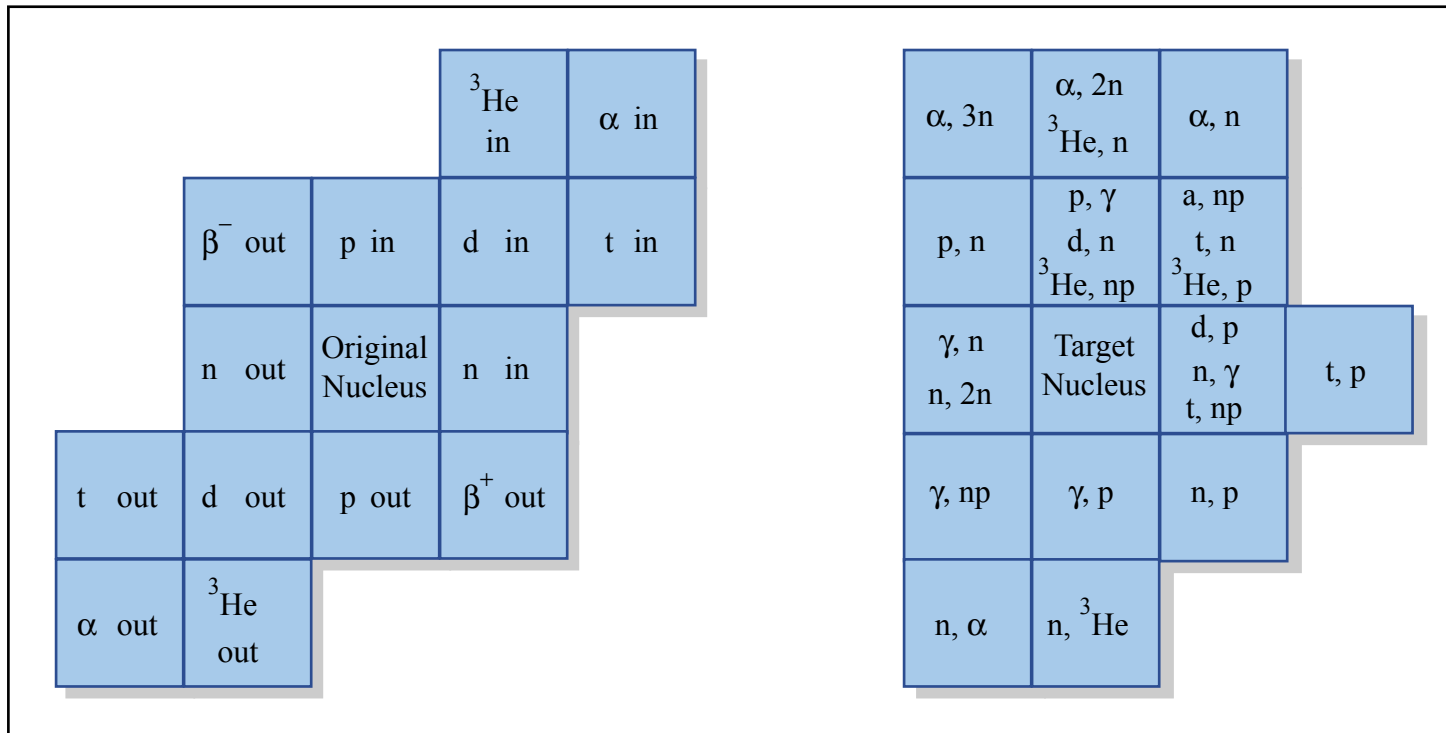 ³He
in
α in
β⁻ out
p in
d in
t in
n out
Original
Nucleus
n in
t out
d out
p out
β⁺ out
α out
³He
out
α, 3n
α, 2n
³He, n
α, n
p, n
p, γ
d, n
³He, np
a, np
t, n
³He, p
γ, n
n, 2n
Target
Nucleus
d, p
n, γ
t, np
t, p
γ, np
γ, p
n, p
n, α
n, ³He